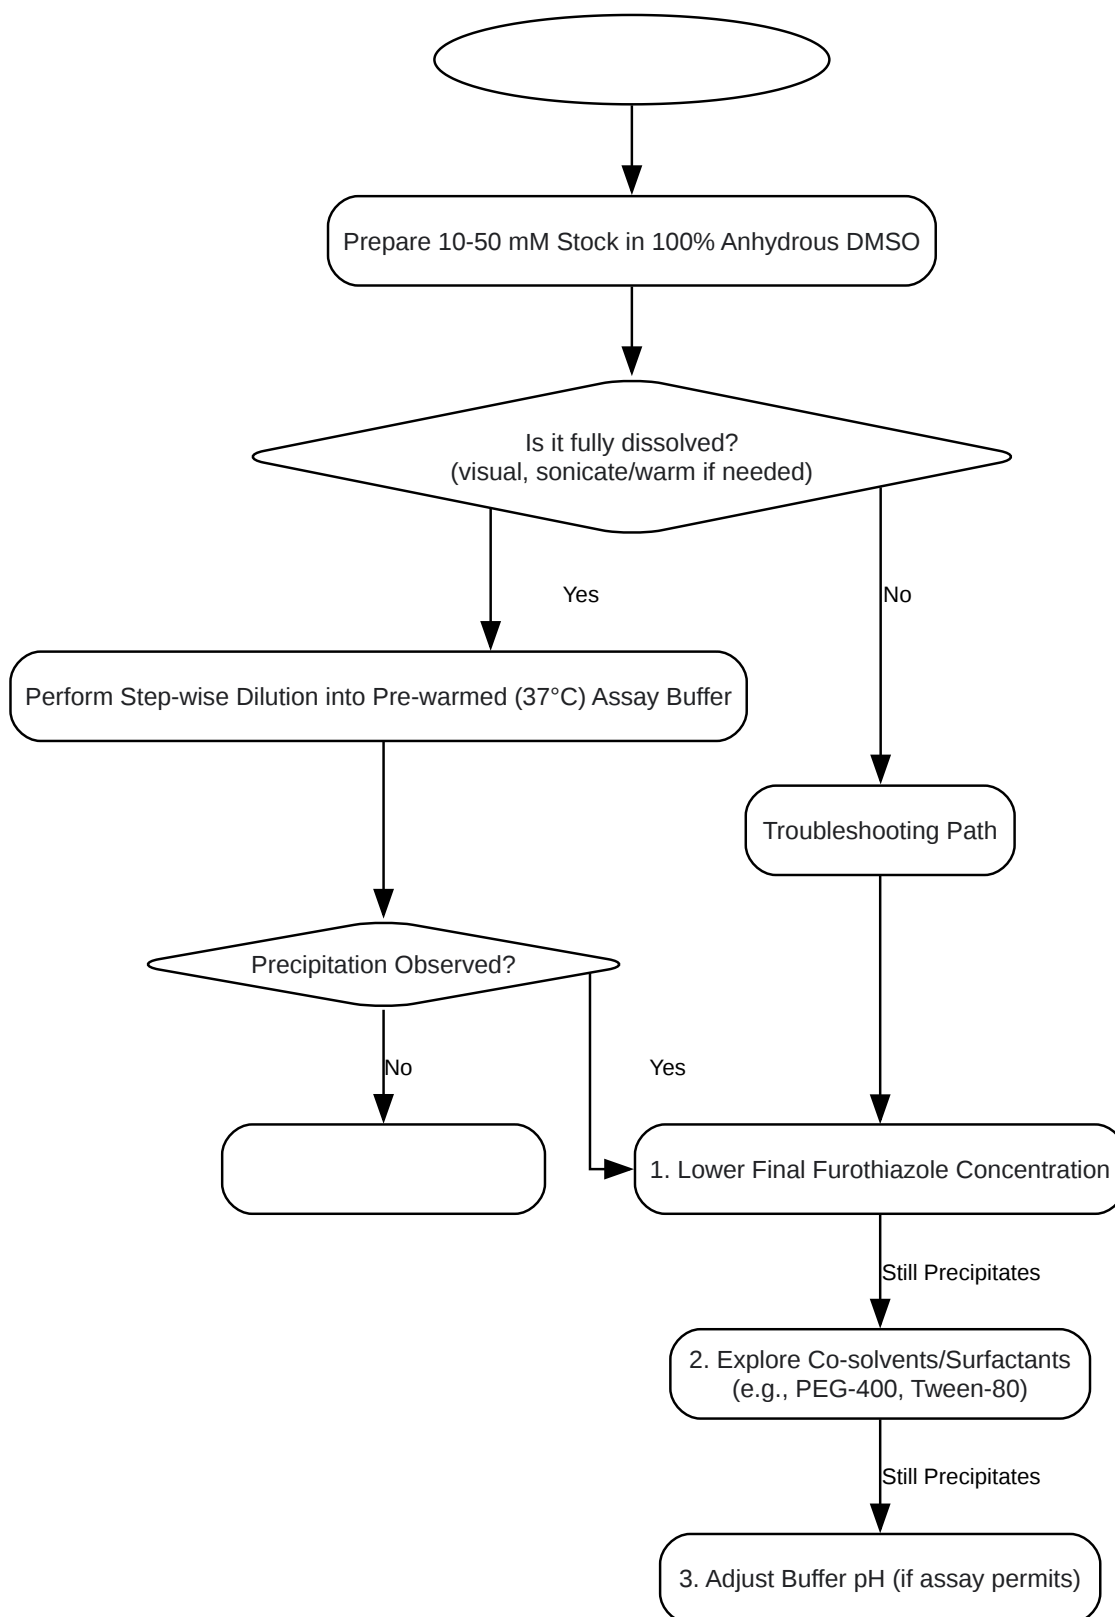 Prepare 10-50 mM Stock in 100% Anhydrous DMSO
Is it fully dissolved?
(visual, sonicate/warm if needed)
Yes
No
Perform Step-wise Dilution into Pre-warmed (37°C) Assay Buffer
Troubleshooting Path
Precipitation Observed?
No
Yes
1. Lower Final Furothiazole Concentration
Still Precipitates
2. Explore Co-solvents/Surfactants
(e.g., PEG-400, Tween-80)
Still Precipitates
3. Adjust Buffer pH (if assay permits)